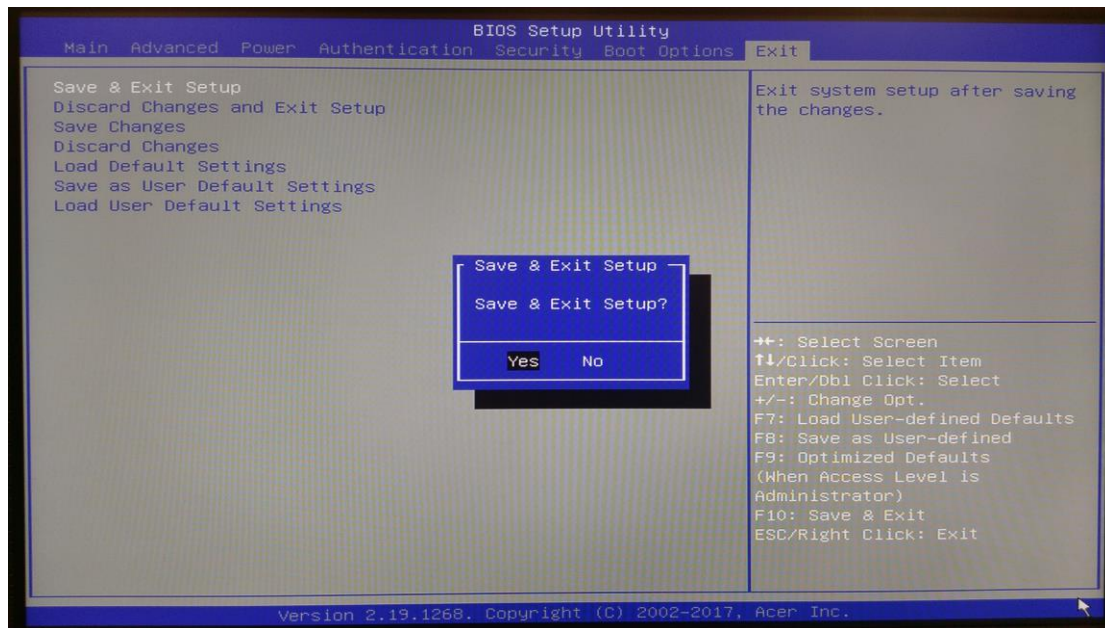 BIOS Setup Utility
Main Advanced Power Authentication Security Boot Options Exit
Save & Exit Setup
Discard Changes and Exit Setup
Save Changes
Discard Changes
Load Default Settings
Save as User Default Settings
Load User Default Settings
Exit system setup after saving
the changes.
Save & Exit Setup
Save & Exit Setup?
Yes No
→←: Select Screen
↑↓/Click: Select Item
Enter/Dbl Click: Select
+/-: Change Opt.
F7: Load User-defined Defaults
F8: Save as User-defined
F9: Optimized Defaults
(When Access Level is
Administrator)
F10: Save & Exit
ESC/Right Click: Exit
Version 2.19.1268. Copyright (C) 2002-2017, Acer Inc.